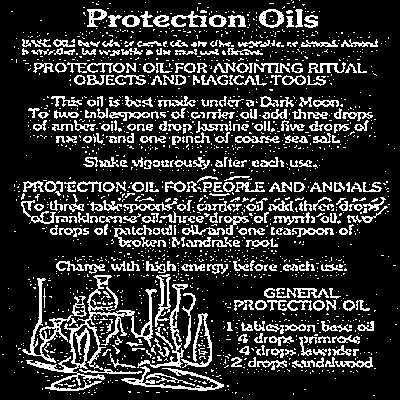 Protection Oils
BASE OILS base oils or carrier oils are olive, vegetable, or almond. Almond
is smoother, but vegetable is the most cost effective.
PROTECTION OIL FOR ANOINTING RITUAL
OBJECTS AND MAGICAL TOOLS
This oil is best made under a Dark Moon.
To two tablespoons of carrier oil add three drops
of amber oil, one drop Jasmine oil, five drops of
rue oil, and one pinch of coarse sea salt.
Shake vigourously after each use.
PROTECTION OIL FOR PEOPLE AND ANIMALS
To three tablespoons of carrier oil add three drops
of frankincense oil, three drops of myrrh oil, two
drops of patchouli oil, and one teaspoon of
broken Mandrake root.
Charge with high energy before each use.
GENERAL
PROTECTION OIL
1 tablespoon base oil
4 drops primrose
4 drops lavender
2 drops sandalwood